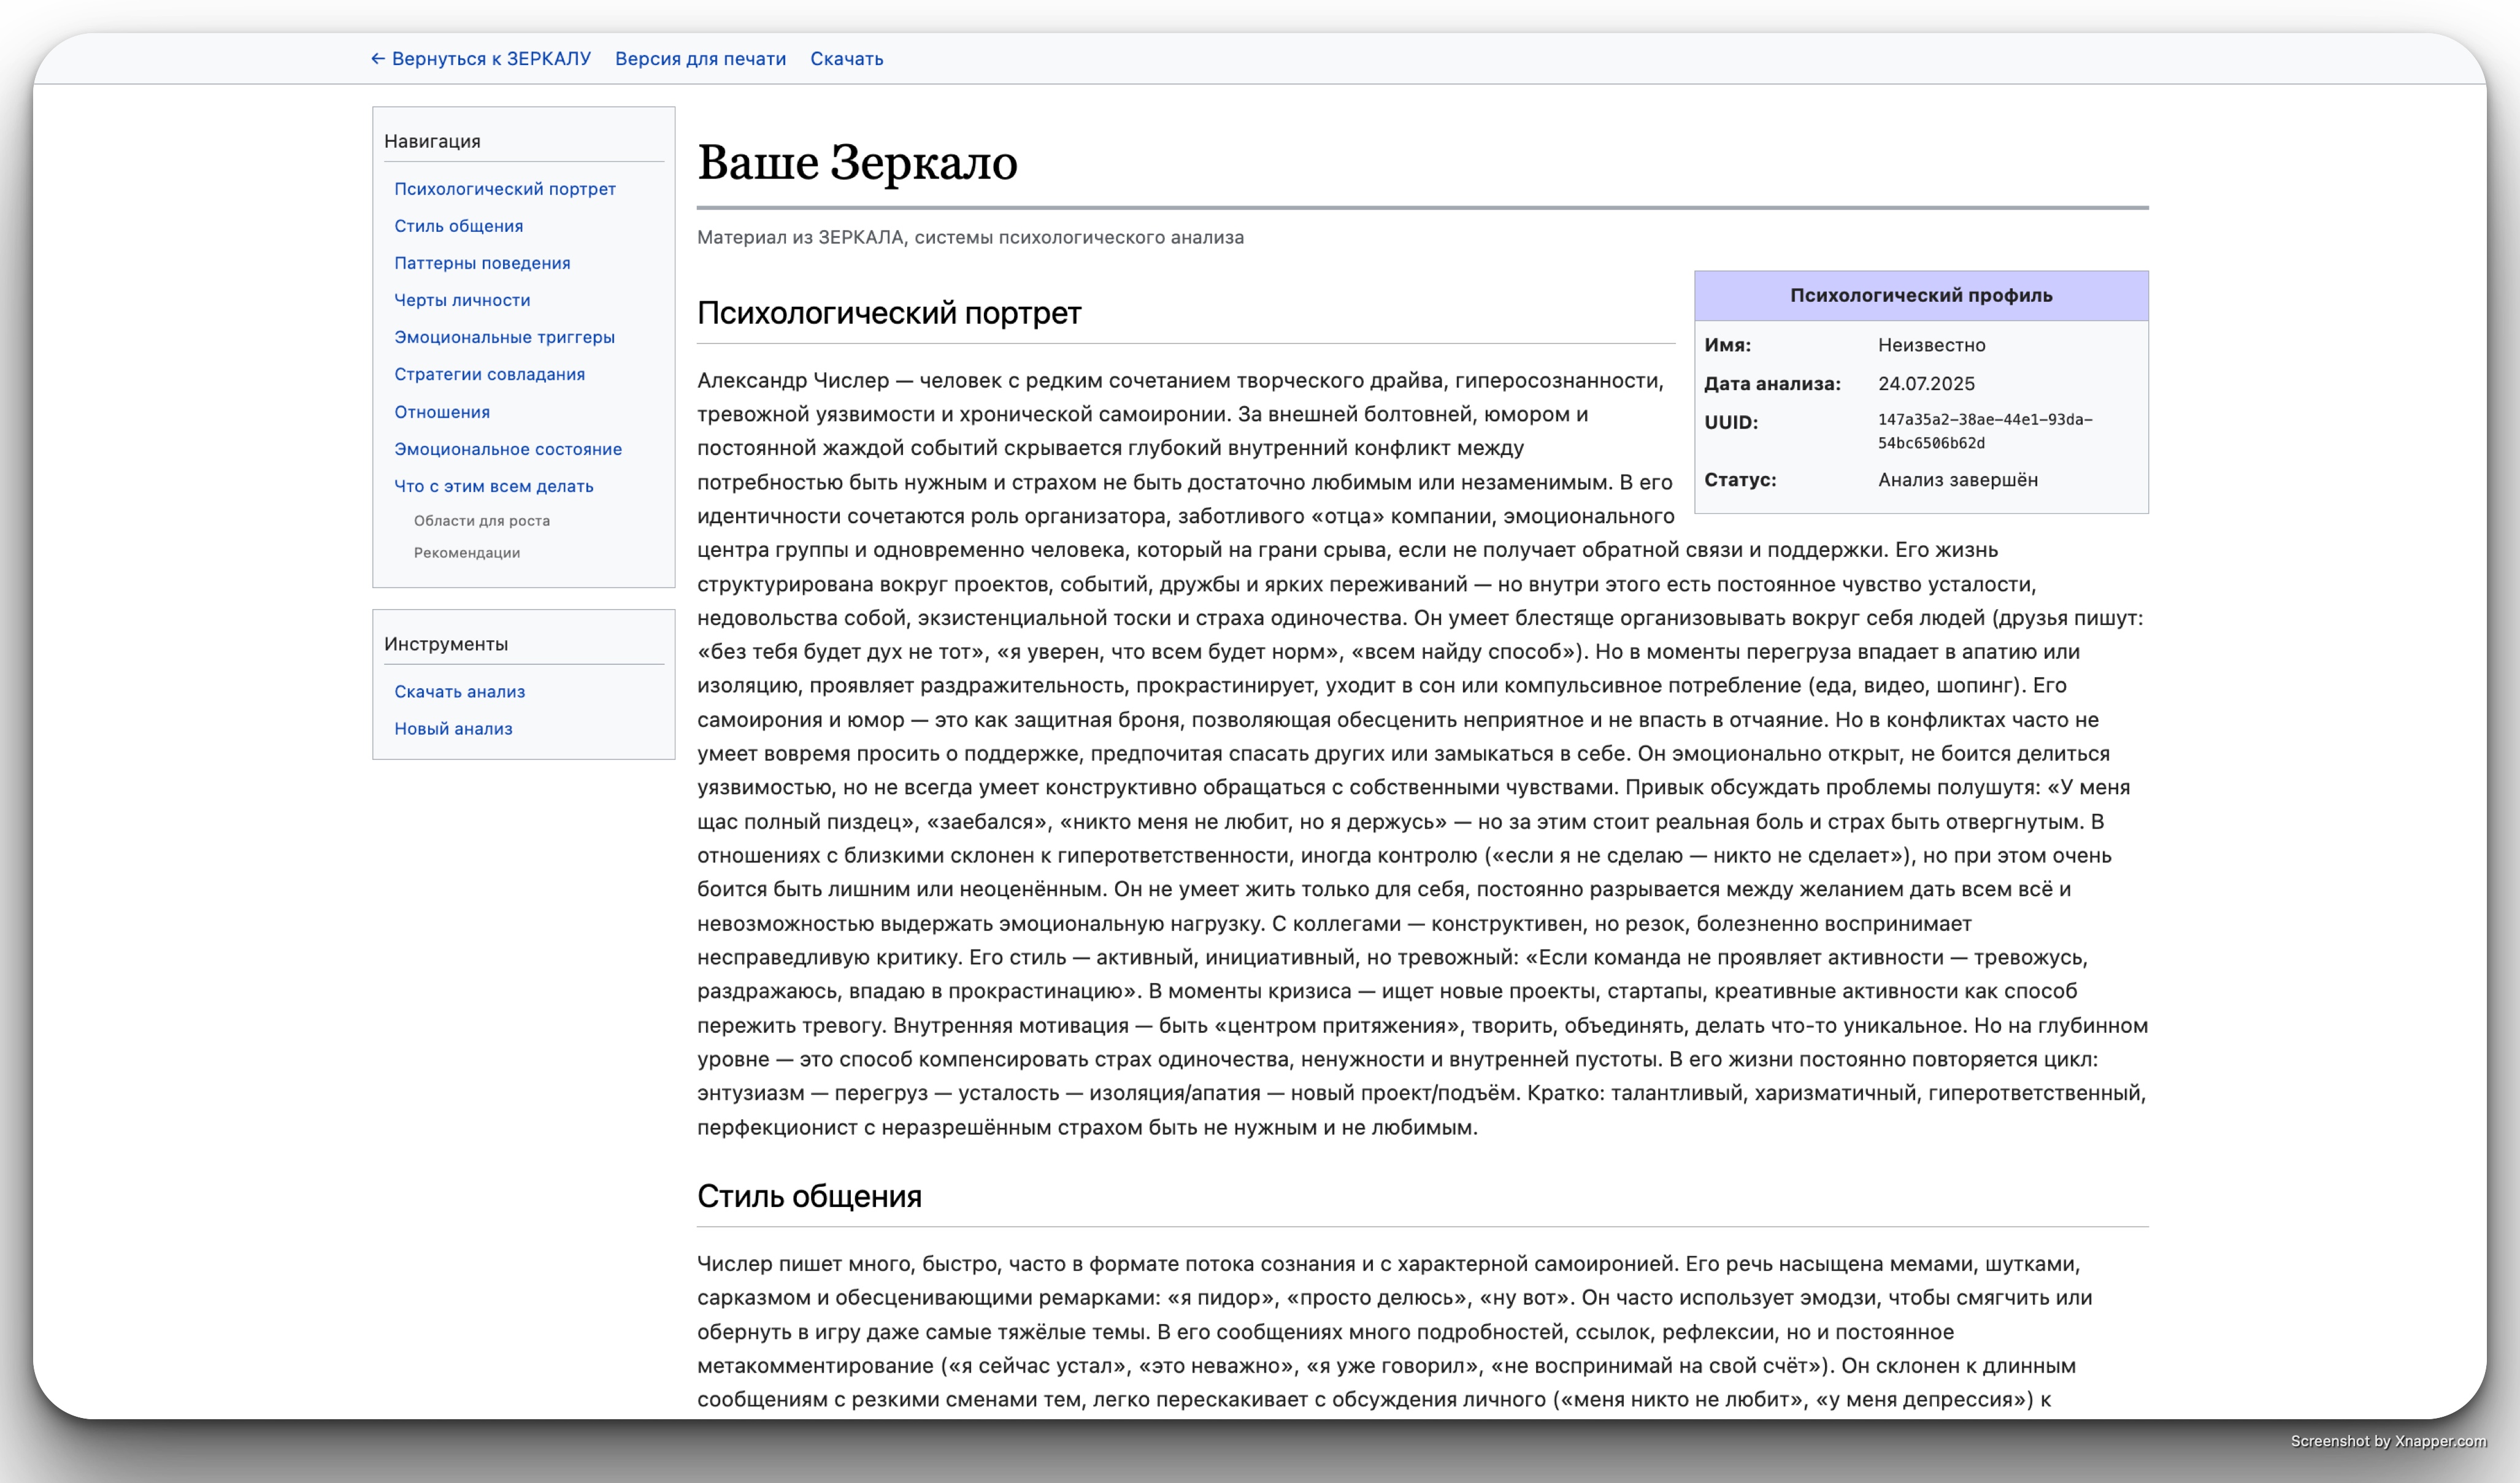 ← Вернуться к ЗЕРКАЛУ Версия для печати Скачать
Навигация
Психологический портрет
Стиль общения
Паттерны поведения
Черты личности
Эмоциональные триггеры
Стратегии совладания
Отношения
Эмоциональное состояние
Что с этим всем делать
Области для роста
Рекомендации
Инструменты
Скачать анализ
Новый анализ
Ваше Зеркало
Материал из ЗЕРКАЛА, системы психологического анализа
Психологический профиль
Имя: Неизвестно
Дата анализа: 24.07.2025
UUID: 147a35a2-38ae-44e1-93da-
54bc6506b62d
Статус: Анализ завершён
Психологический портрет
Александр Числер — человек с редким сочетанием творческого драйва, гиперосознанности,
тревожной уязвимости и хронической самоиронии. За внешней болтовней, юмором и
постоянной жаждой событий скрывается глубокий внутренний конфликт между
потребностью быть нужным и страхом не быть достаточно любимым или незаменимым. В его
идентичности сочетаются роль организатора, заботливого «отца» компании, эмоционального
центра группы и одновременно человека, который на грани срыва, если не получает обратной связи и поддержки. Его жизнь
структурирована вокруг проектов, событий, дружбы и ярких переживаний — но внутри этого есть постоянное чувство усталости,
недовольства собой, экзистенциальной тоски и страха одиночества. Он умеет блестяще организовывать вокруг себя людей (друзья пишут:
«без тебя будет дух не тот», «я уверен, что всем будет норм», «всем найду способ»). Но в моменты перегруза впадает в апатию или
изоляцию, проявляет раздражительность, прокрастинирует, уходит в сон или компульсивное потребление (еда, видео, шопинг). Его
самоирония и юмор — это как защитная броня, позволяющая обесценить неприятное и не впасть в отчаяние. Но в конфликтах часто не
умеет вовремя просить о поддержке, предпочитая спасать других или замыкаться в себе. Он эмоционально открыт, не боится делиться
уязвимостью, но не всегда умеет конструктивно обращаться с собственными чувствами. Привык обсуждать проблемы полушутя: «У меня
щас полный пиздец», «заебался», «никто меня не любит, но я держусь» — но за этим стоит реальная боль и страх быть отвергнутым. В
отношениях с близкими склонен к гиперответственности, иногда контролю («если я не сделаю — никто не сделает»), но при этом очень
боится быть лишним или неоценённым. Он не умеет жить только для себя, постоянно разрывается между желанием дать всем всё и
невозможностью выдержать эмоциональную нагрузку. С коллегами — конструктивен, но резок, болезненно воспринимает
несправедливую критику. Его стиль — активный, инициативный, но тревожный: «Если команда не проявляет активности — тревожусь,
раздражаюсь, впадаю в прокрастинацию». В моменты кризиса — ищет новые проекты, стартапы, креативные активности как способ
пережить тревогу. Внутренняя мотивация — быть «центром притяжения», творить, объединять, делать что-то уникальное. Но на глубинном
уровне — это способ компенсировать страх одиночества, ненужности и внутренней пустоты. В его жизни постоянно повторяется цикл:
энтузиазм — перегруз — усталость — изоляция/апатия — новый проект/подъём. Кратко: талантливый, харизматичный, гиперответственный,
перфекционист с неразрешённым страхом быть не нужным и не любимым.
Стиль общения
Числер пишет много, быстро, часто в формате потока сознания и с характерной самоиронией. Его речь насыщена мемами, шутками,
сарказмом и обесценивающими ремарками: «я пидор», «просто делюсь», «ну вот». Он часто использует эмодзи, чтобы смягчить или
обернуть в игру даже самые тяжёлые темы. В его сообщениях много подробностей, ссылок, рефлексии, но и постоянное
метакомментирование («я сейчас устал», «это неважно», «я уже говорил», «не воспринимай на свой счёт»). Он склонен к длинным
сообщениям с резкими сменами тем, легко перескакивает с обсуждения личного («меня никто не любит», «у меня депрессия») к
Screenshot by Xnapper.com